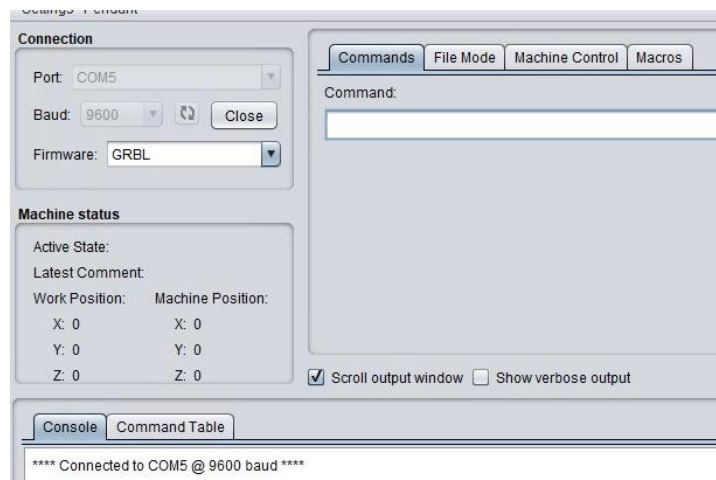 Settings Pendant
Connection
Port: COM5
Baud: 9600 Close
Firmware: GRBL
Machine status
Active State:
Latest Comment:
Work Position: Machine Position:
X: 0 X: 0
Y: 0 Y: 0
Z: 0 Z: 0
Commands File Mode Machine Control Macros
Command:
Scroll output window Show verbose output
Console Command Table
**** Connected to COM5 @ 9600 baud ****